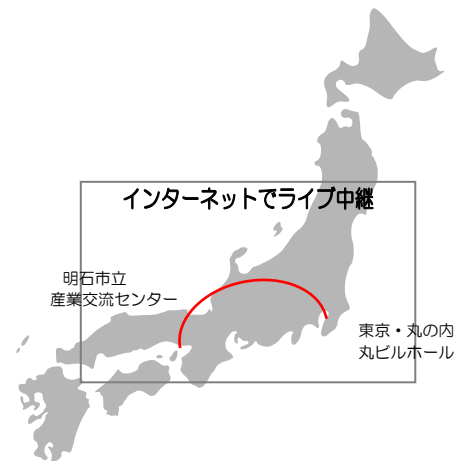 インターネットでライブ中継
明石市立
産業交流センター
東京・丸の内
丸ビルホール